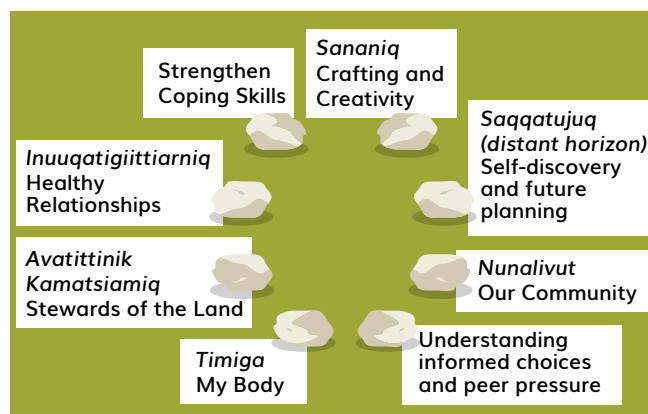 Strengthen
Coping Skills
Sananiq
Crafting and
Creativity
Saqqatujuq
(distant horizon)
Self-discovery
and future
planning
Nunalivut
Our Community
Understanding
informed choices
and peer pressure
Timiga
My Body
Avatittinik
Kamatsiamiq
Stewards of the Land
Inuuqatigiittiarniq
Healthy
Relationships